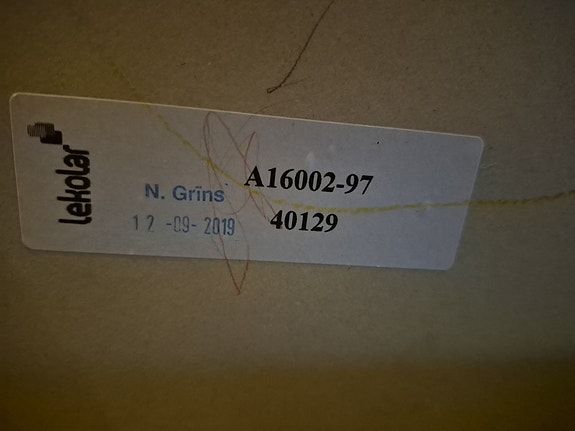 lekolar
N. Grīns
12 -09- 2019
A16002-97
40129